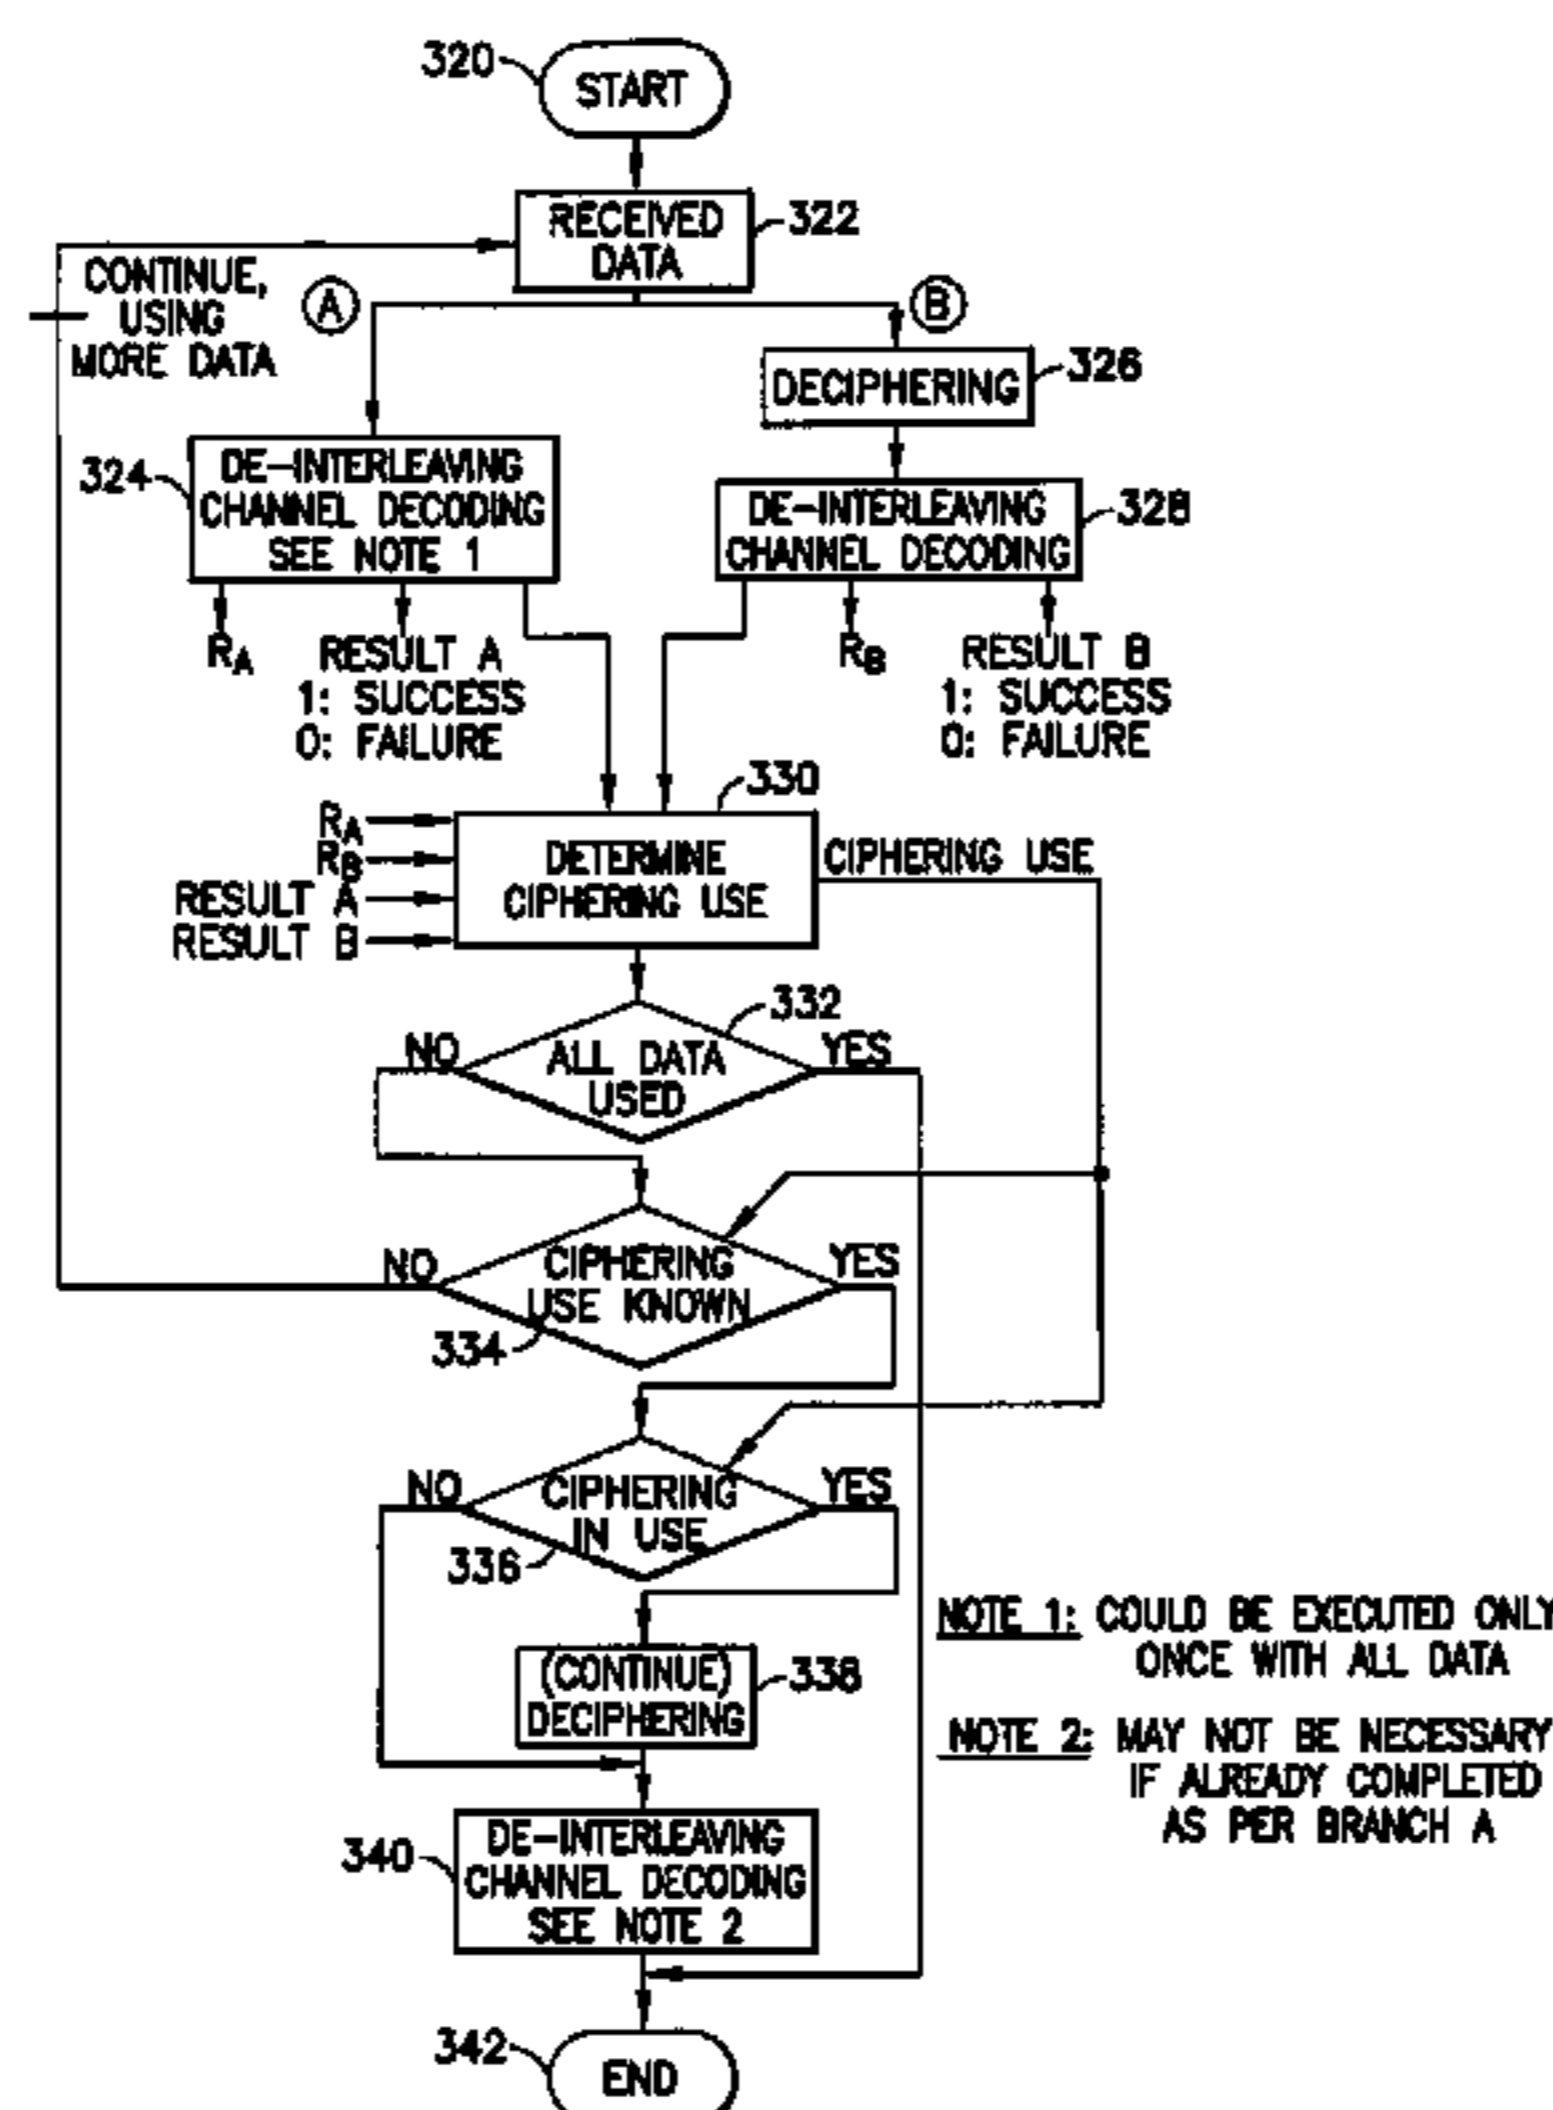 320
START
RECEIVED
DATA
322
CONTINUE,
USING
MORE DATA
A
B
DECIPHERING
326
324
DE-INTERLEAVING
CHANNEL DECODING
SEE NOTE 1
DE-INTERLEAVING
CHANNEL DECODING
328
RA
RESULT A
1: SUCCESS
0: FAILURE
RB
RESULT B
1: SUCCESS
0: FAILURE
330
RA
RB
RESULT A
RESULT B
DETERMINE
CIPHERING USE
CIPHERING USE
332
NO
ALL DATA
USED
YES
NO
CIPHERING
USE KNOWN
YES
334
NO
CIPHERING
IN USE
YES
336
(CONTINUE)
DECIPHERING
338
NOTE 1: COULD BE EXECUTED ONLY
ONCE WITH ALL DATA
NOTE 2: MAY NOT BE NECESSARY
IF ALREADY COMPLETED
AS PER BRANCH A
340
DE-INTERLEAVING
CHANNEL DECODING
SEE NOTE 2
342
END